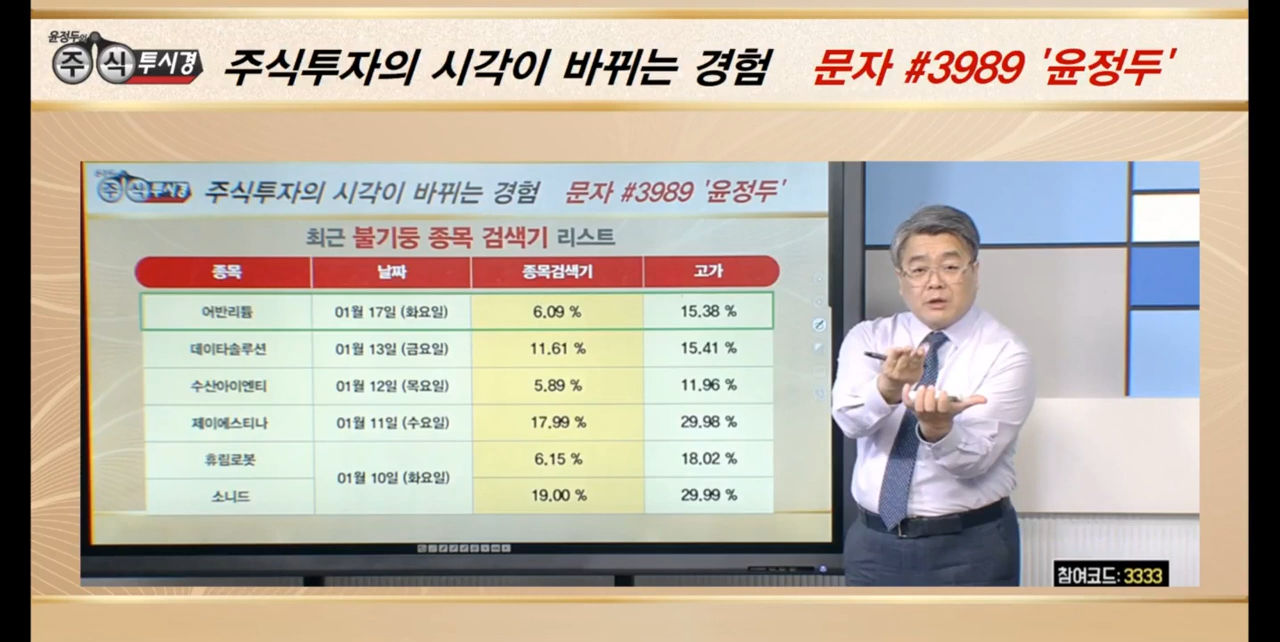 윤정두의
주식투시경
주식투자의 시각이 바뀌는 경험 문자 #3989 '윤정두'
주식투시경
주식투자의 시각이 바뀌는 경험 문자 #3989 '윤정두'
최근 불기둥 종목 검색기 리스트
종목 날짜 종목검색기 고가
어반리튬 01월 17일 (화요일) 6.09 % 15.38 %
데이타솔루션 01월 13일 (금요일) 11.61 % 15.41 %
수산아이엔티 01월 12일 (목요일) 5.89 % 11.96 %
제이에스티나 01월 11일 (수요일) 17.99 % 29.98 %
휴림로봇 01월 10일 (화요일) 6.15 % 18.02 %
소니드 19.00 % 29.99 %
참여코드: 3333